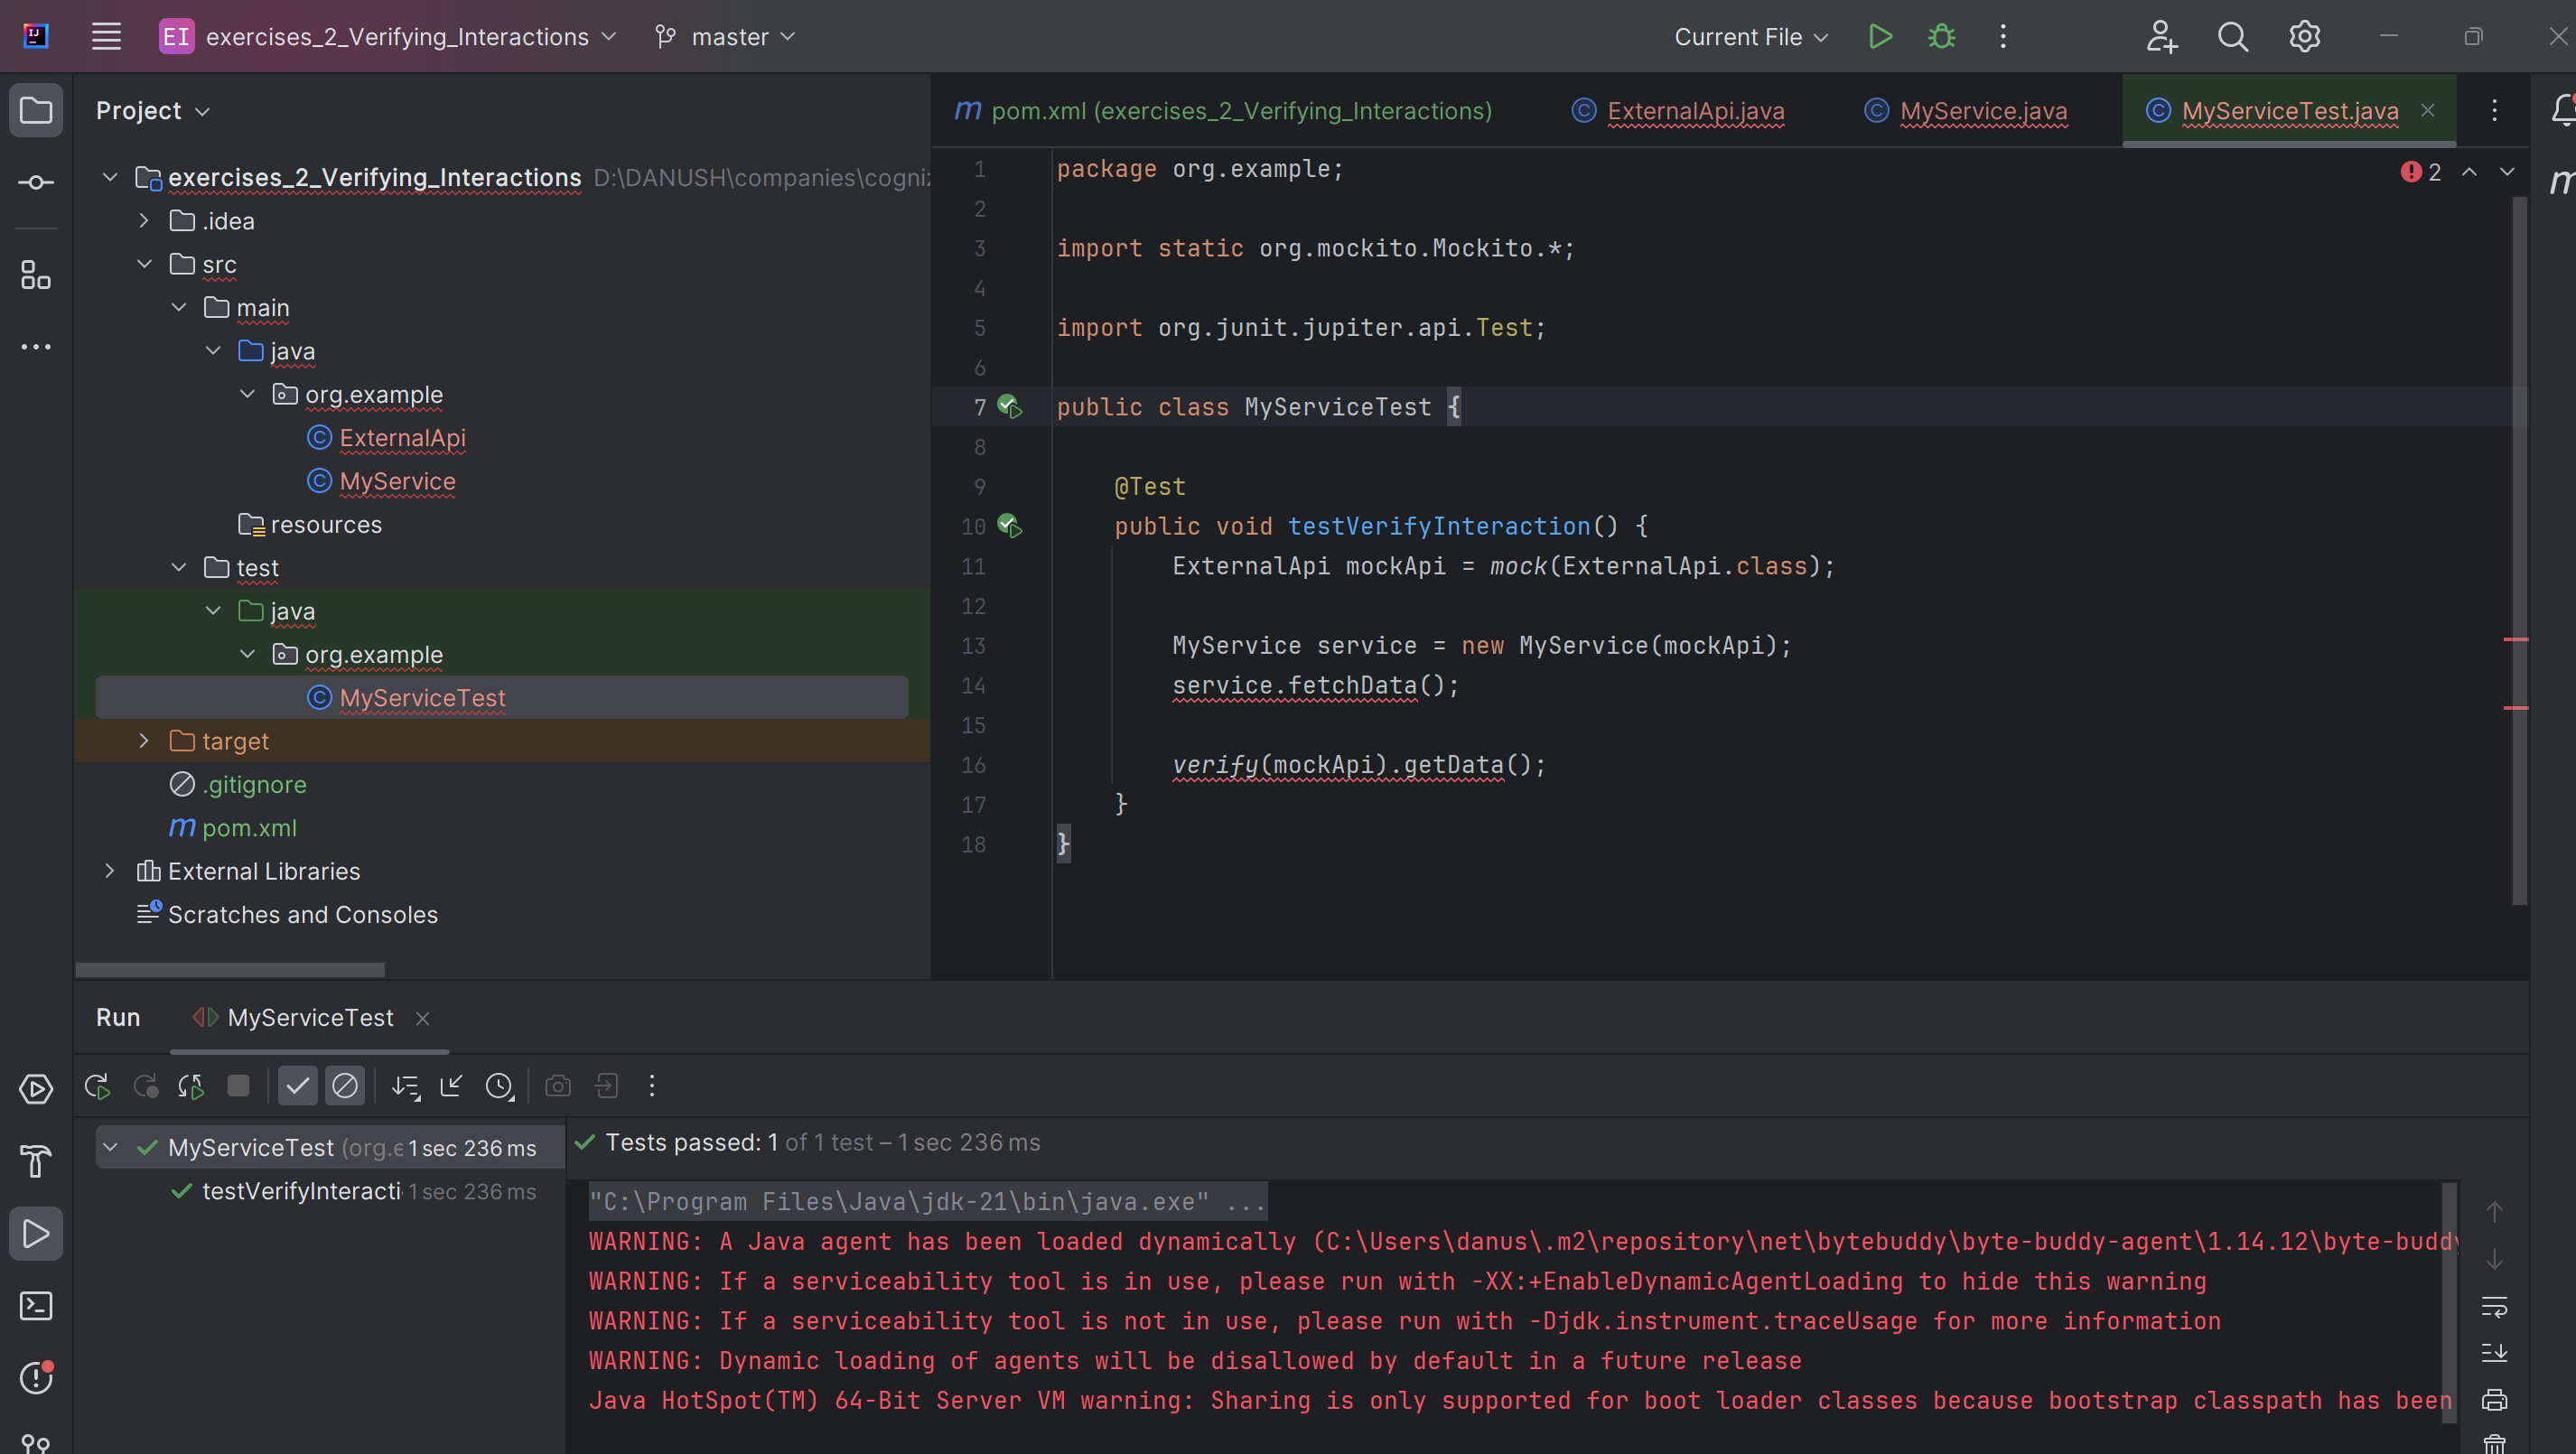 EI exercises_2_Verifying_Interactions master Current File
Project
exercises_2_Verifying_Interactions D:\DANUSH\companies\cogniz
.idea
src
main
java
org.example
ExternalApi
MyService
resources
test
java
org.example
MyServiceTest
target
.gitignore
m pom.xml
External Libraries
Scratches and Consoles
m pom.xml (exercises_2_Verifying_Interactions) ExternalApi.java MyService.java MyServiceTest.java
2
1 package org.example;
2
3 import static org.mockito.Mockito.*;
4
5 import org.junit.jupiter.api.Test;
6
7 public class MyServiceTest {
8
9 @Test
10 public void testVerifyInteraction() {
11 ExternalApi mockApi = mock(ExternalApi.class);
12
13 MyService service = new MyService(mockApi);
14 service.fetchData();
15
16 verify(mockApi).getData();
17 }
18 }
Run MyServiceTest
MyServiceTest (org.e 1 sec 236 ms
testVerifyInteracti 1 sec 236 ms
Tests passed: 1 of 1 test – 1 sec 236 ms
"C:\Program Files\Java\jdk-21\bin\java.exe" ...
WARNING: A Java agent has been loaded dynamically (C:\Users\danus\.m2\repository\net\bytebuddy\byte-buddy-agent\1.14.12\byte-buddy
WARNING: If a serviceability tool is in use, please run with -XX:+EnableDynamicAgentLoading to hide this warning
WARNING: If a serviceability tool is not in use, please run with -Djdk.instrument.traceUsage for more information
WARNING: Dynamic loading of agents will be disallowed by default in a future release
Java HotSpot(TM) 64-Bit Server VM warning: Sharing is only supported for boot loader classes because bootstrap classpath has been